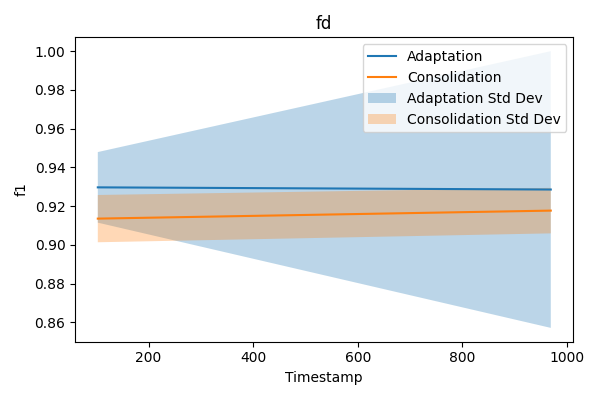 fd
Adaptation
Consolidation
Adaptation Std Dev
Consolidation Std Dev
f1
1.00
0.98
0.96
0.94
0.92
0.90
0.88
0.86
200
400
600
800
1000
Timestamp